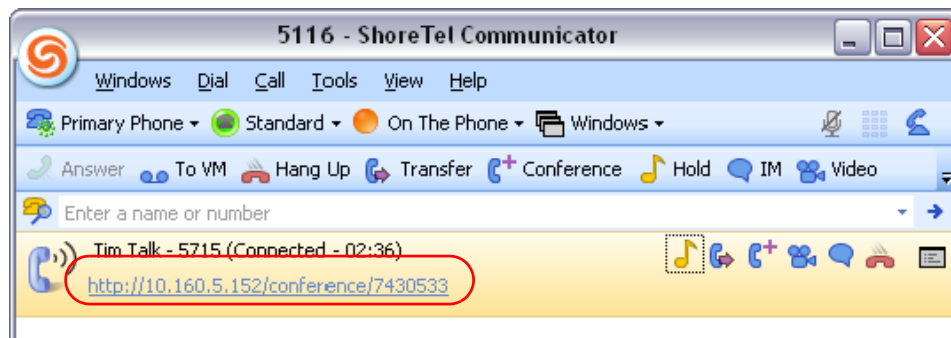 5116 - ShoreTel Communicator
Windows Dial Call Tools View Help
Primary Phone Standard On The Phone Windows
Answer To VM Hang Up Transfer Conference Hold IM Video
Enter a name or number
Tim Talk - 5715 (Connected - 02:36)
http://10.160.5.152/conference/7430533